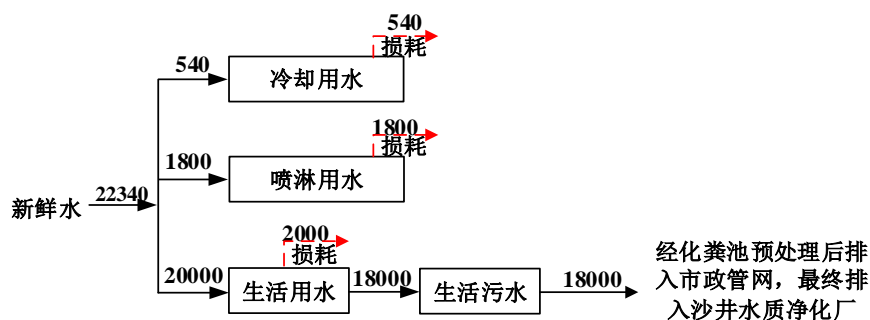 540
损耗
540
冷却用水
1800
损耗
1800
喷淋用水
新鲜水
22340
2000
损耗
20000
生活用水
18000
生活污水
18000
经化粪池预处理后排
入市政管网，最终排
入沙井水质净化厂